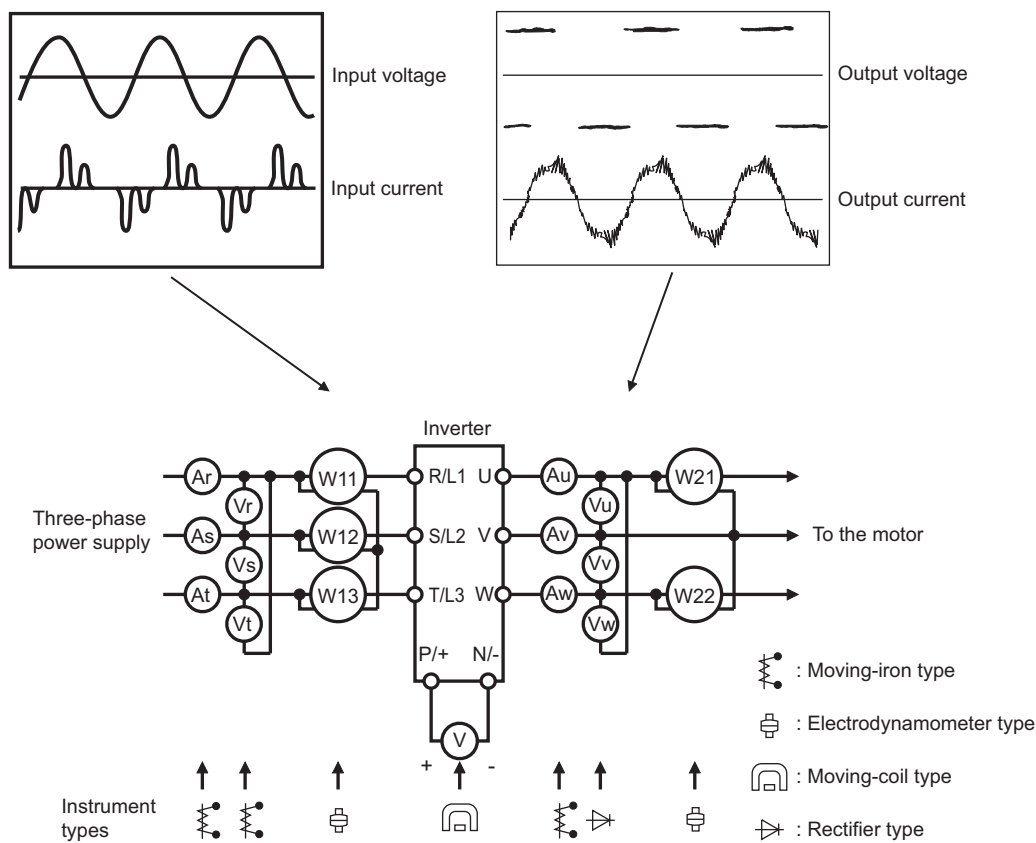 Input voltage
Input current
Output voltage
Output current
Inverter
Three-phase
power supply
Ar
As
At
Vr
Vs
Vt
W11
W12
W13
R/L1 U
S/L2 V
T/L3 W
P/+ N/-
V
+ -
Au
Av
Aw
Vu
Vv
Vw
W21
W22
To the motor
: Moving-iron type
: Electrodynamometer type
: Moving-coil type
: Rectifier type
Instrument
types